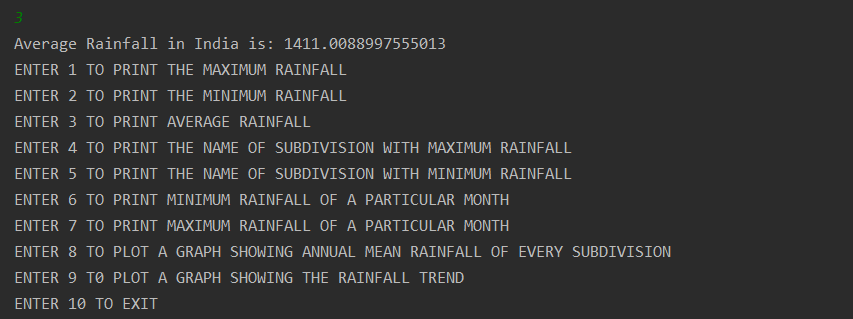 3
Average Rainfall in India is: 1411.0088997555013
ENTER 1 TO PRINT THE MAXIMUM RAINFALL
ENTER 2 TO PRINT THE MINIMUM RAINFALL
ENTER 3 TO PRINT AVERAGE RAINFALL
ENTER 4 TO PRINT THE NAME OF SUBDIVISION WITH MAXIMUM RAINFALL
ENTER 5 TO PRINT THE NAME OF SUBDIVISION WITH MINIMUM RAINFALL
ENTER 6 TO PRINT MINIMUM RAINFALL OF A PARTICULAR MONTH
ENTER 7 TO PRINT MAXIMUM RAINFALL OF A PARTICULAR MONTH
ENTER 8 TO PLOT A GRAPH SHOWING ANNUAL MEAN RAINFALL OF EVERY SUBDIVISION
ENTER 9 T0 PLOT A GRAPH SHOWING THE RAINFALL TREND
ENTER 10 TO EXIT